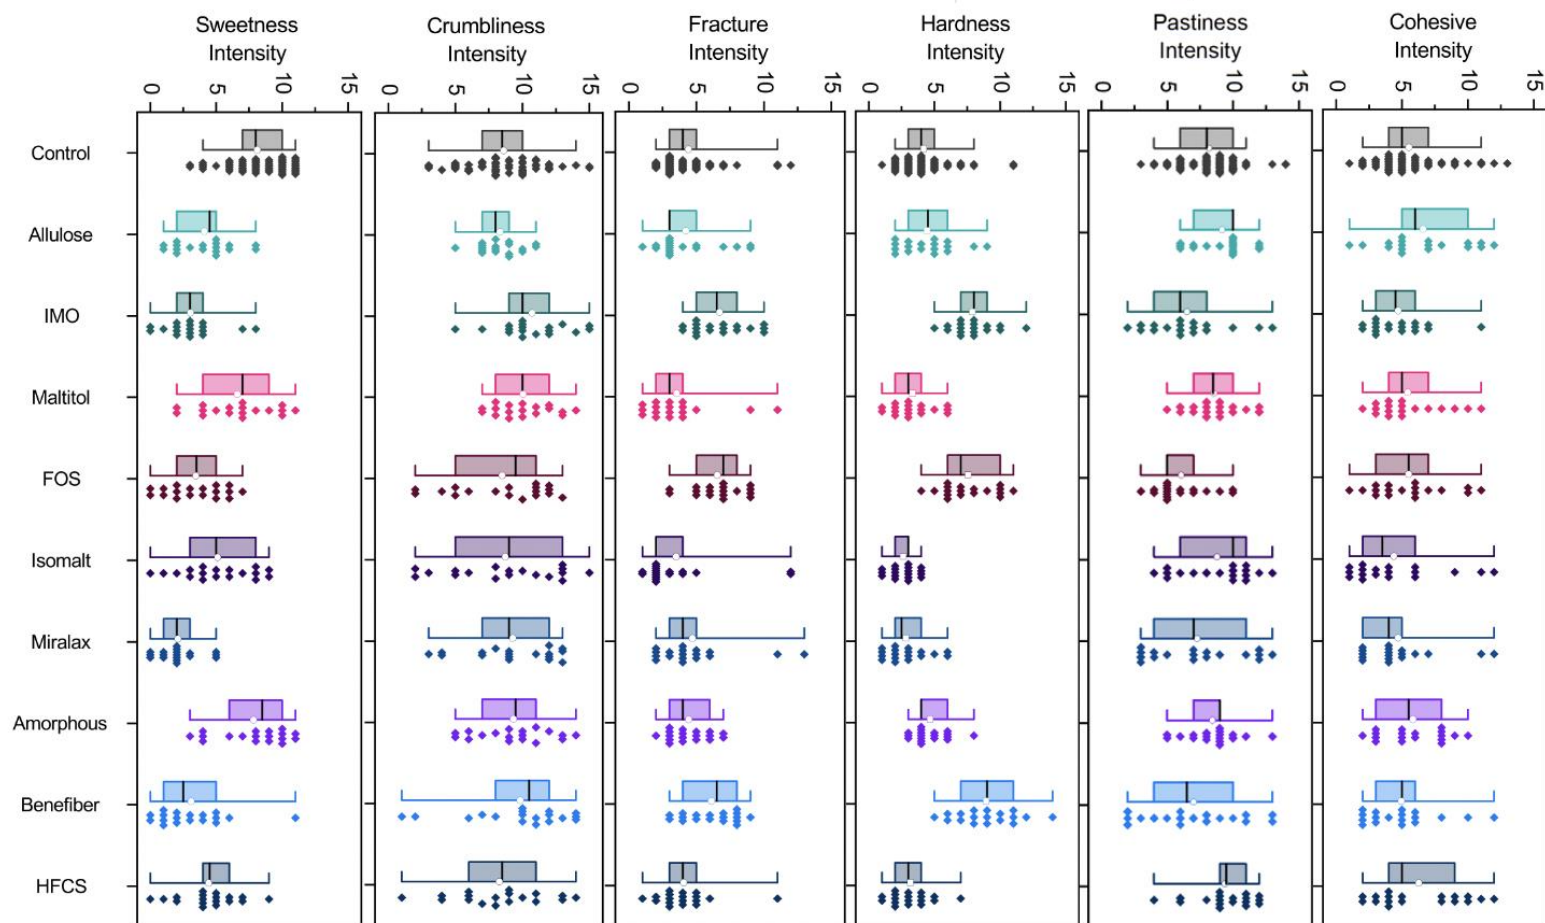 Sweetness Intensity
Crumbliness Intensity
Fracture Intensity
Hardness Intensity
Pastiness Intensity
Cohesive Intensity
0 5 10 15
0 5 10 15
0 5 10 15
0 5 10 15
0 5 10 15
0 5 10 15
Control
Allulose
IMO
Maltitol
FOS
Isomalt
Miralax
Amorphous
Benefiber
HFCS